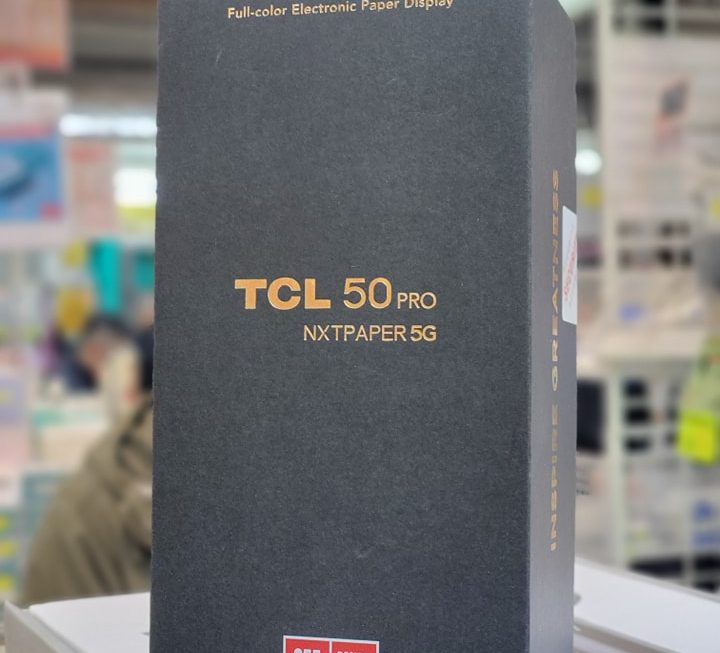 Full-color Electronic Paper Display
TCL 50 PRO
NXTPAPER 5G
INSPIRE GREATNESS